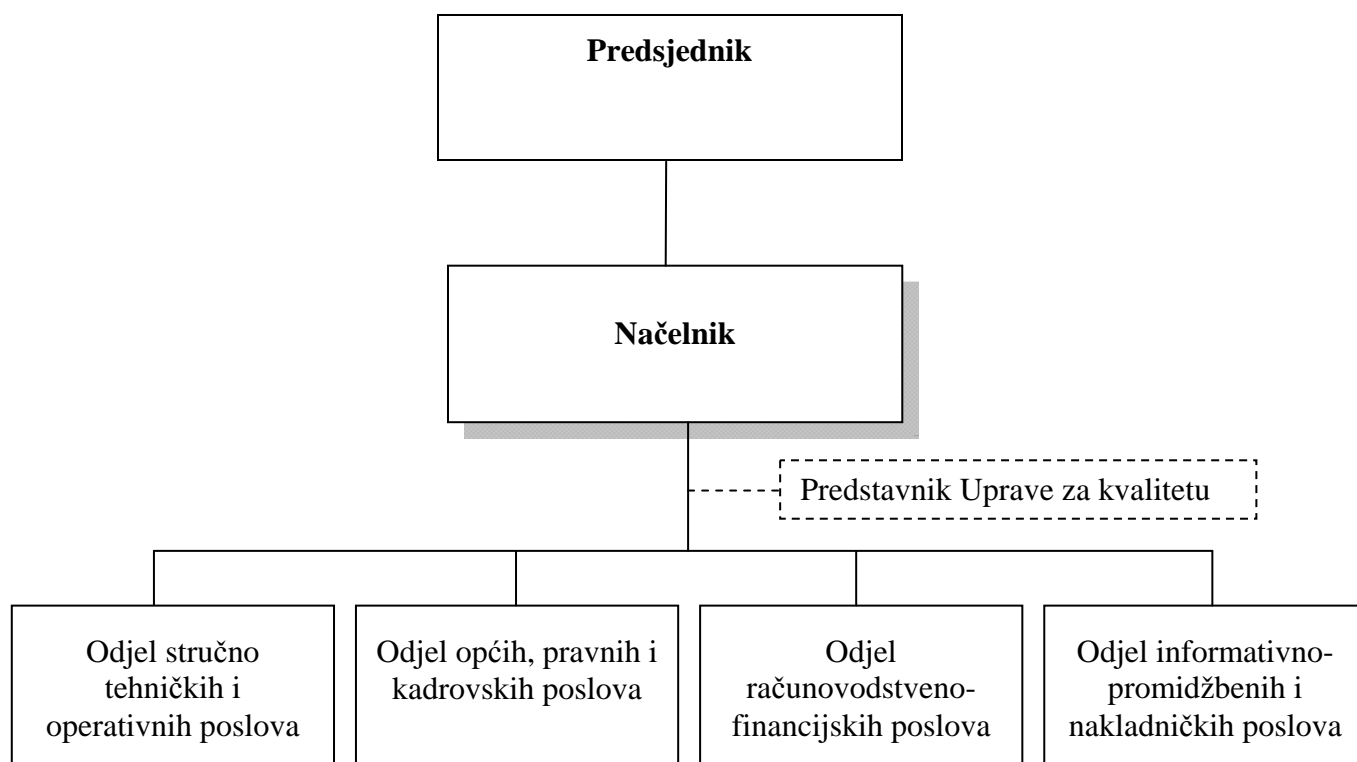 Predsjednik
Načelnik
Predstavnik Uprave za kvalitetu
Odjel stručno
tehničkih i
operativnih poslova
Odjel općih, pravnih i
kadrovskih poslova
Odjel
računovodstveno-
financijskih poslova
Odjel informativno-
promidžbenih i
nakladničkih poslova